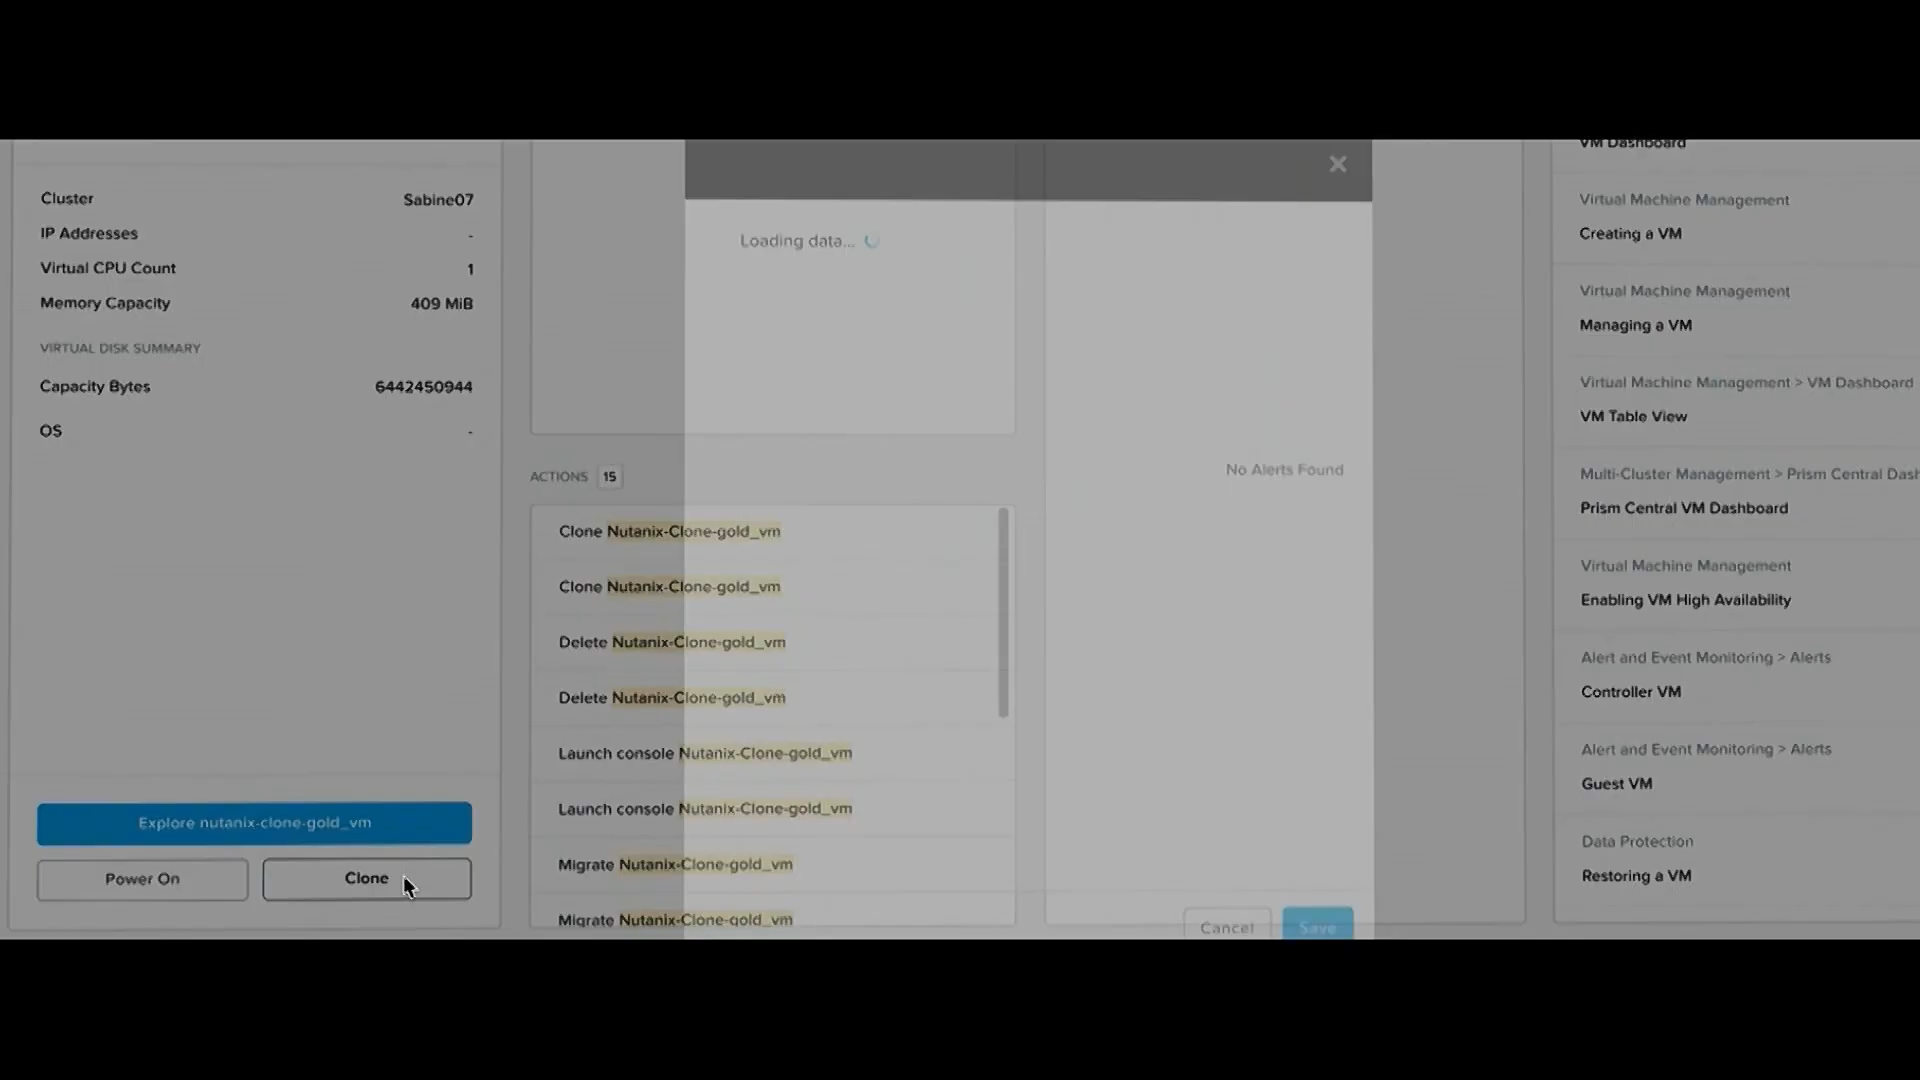 Cluster Sabine07
IP Addresses -
Virtual CPU Count 1
Memory Capacity 409 MiB
VIRTUAL DISK SUMMARY
Capacity Bytes 6442450944
OS -
Explore nutanix-clone-gold_vm
Power On
Clone
Loading data...
ACTIONS 15
Clone Nutanix-Clone-gold_vm
Clone Nutanix-Clone-gold_vm
Delete Nutanix-Clone-gold_vm
Delete Nutanix-Clone-gold_vm
Launch console Nutanix-Clone-gold_vm
Launch console Nutanix-Clone-gold_vm
Migrate Nutanix-Clone-gold_vm
Migrate Nutanix-Clone-gold_vm
No Alerts Found
Cancel
Save
VM Dashboard
Virtual Machine Management
Creating a VM
Virtual Machine Management
Managing a VM
Virtual Machine Management > VM Dashboard
VM Table View
Multi-Cluster Management > Prism Central Dash
Prism Central VM Dashboard
Virtual Machine Management
Enabling VM High Availability
Alert and Event Monitoring > Alerts
Controller VM
Alert and Event Monitoring > Alerts
Guest VM
Data Protection
Restoring a VM